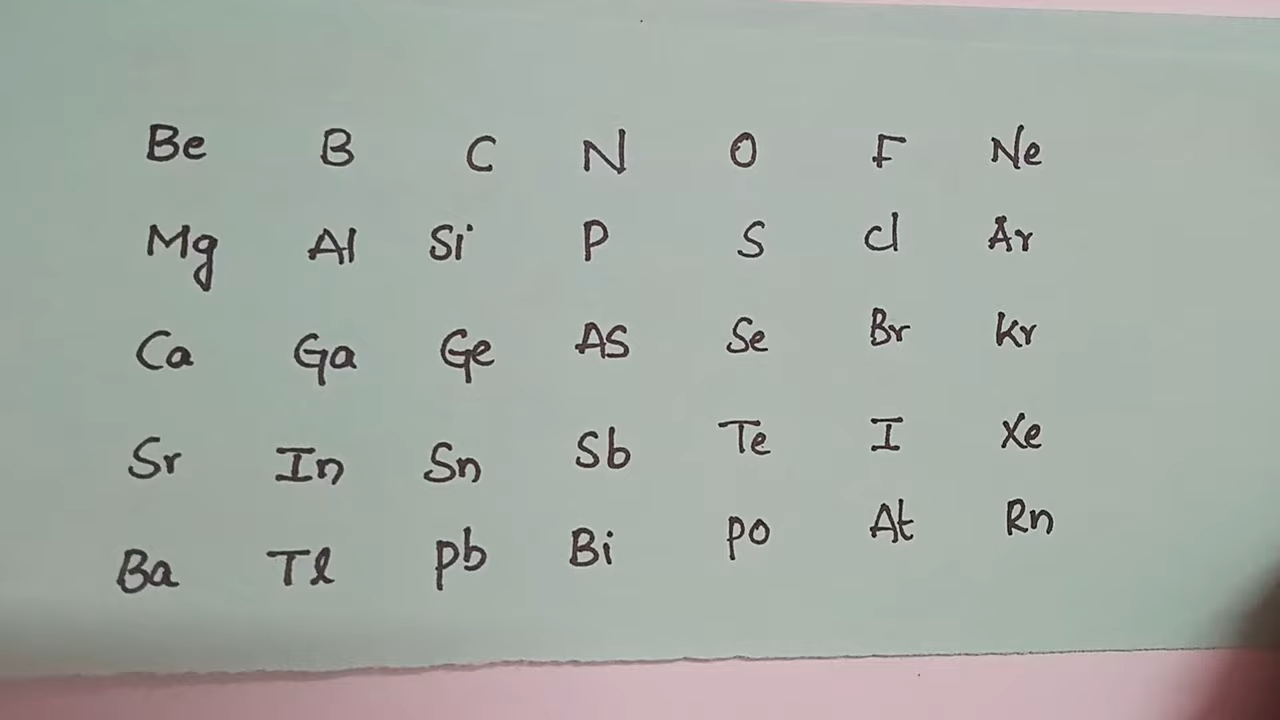 Be B C N O F Ne
Mg Al Si P S Cl Ar
Ca Ga Ge AS Se Br Kr
Sr In Sn Sb Te I Xe
Ba Tl Pb Bi Po At Rn